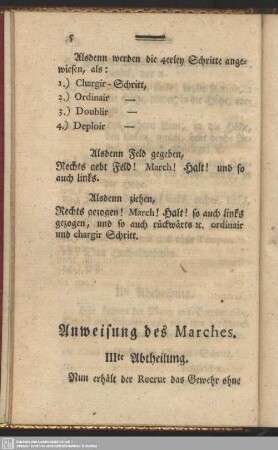 5
Alsdenn werden die 4erley Schritte ange-
wiesen, als:
1.) Chargir-Schritt,
2.) Ordinair —
3.) Doublir —
4.) Deploir —
Alsdenn Feld gegeben,
Rechts gebt Feld! March! Halt! und so
auch links.
Alsdenn ziehen,
Rechts gezogen! March! Halt! so auch links
gezogen, und so auch rückwärts ꝛc. ordinair
und chargir Schritt.
Anweisung des Marches.
IIIte Abtheilung.
Nun erhält der Recrut das Gewehr ohne